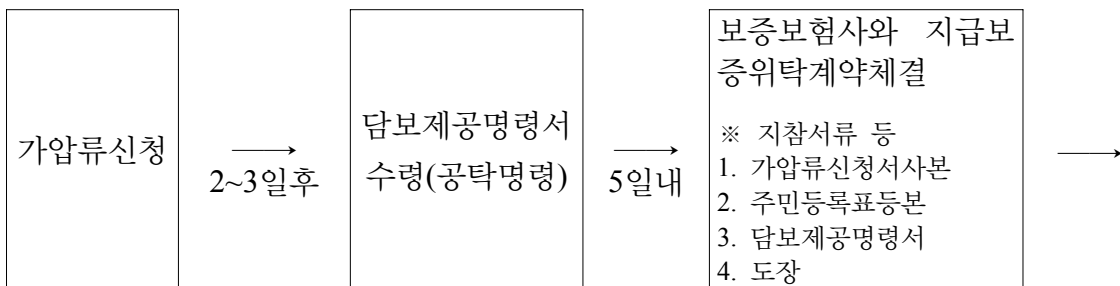 가압류신청
2~3일후
담보제공명령서
수령(공탁명령)
5일내
보증보험사와 지급보
증위탁계약체결
※ 지참서류 등
1. 가압류신청서사본
2. 주민등록표등본
3. 담보제공명령서
4. 도장